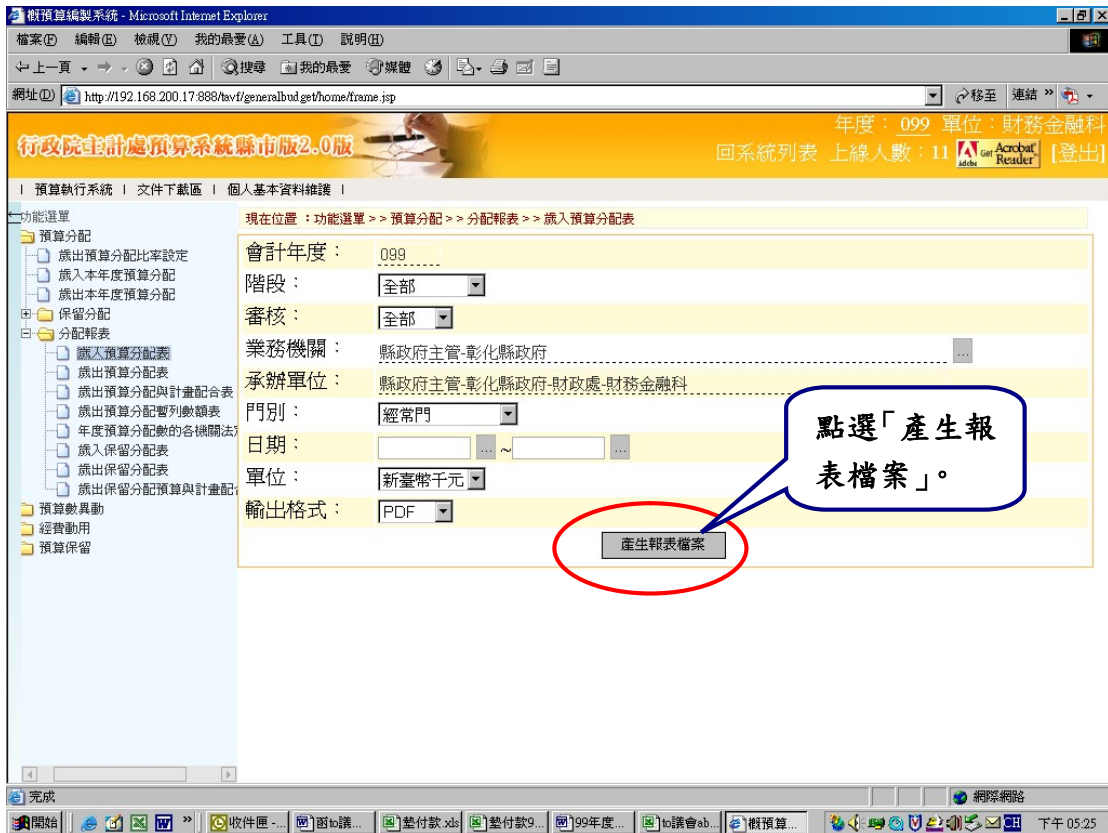 概預算編製系統 - Microsoft Internet Explorer
檔案(F) 編輯(E) 檢視(V) 我的最愛(A) 工具(T) 說明(H)
上一頁 搜尋 我的最愛 媒體
網址(D) http://192.168.200.17:888/tavf/generalbudget/home/frame.jsp 移至 連結 »
行政院主計處預算系統縣市版2.0版
年度：099 單位：財務金融科
回系統列表 上線人數：11 Adobe Get Acrobat Reader [登出]
| 預算執行系統 | 文件下載區 | 個人基本資料維護 |
功能選單
預算分配
歲出預算分配比率設定
歲入本年度預算分配
歲出本年度預算分配
保留分配
分配報表
歲入預算分配表
歲出預算分配表
歲出預算分配與計畫配合表
歲出預算分配暫列數額表
年度預算分配數的各機關法
歲入保留分配表
歲出保留分配表
歲出保留分配預算與計畫配
預算數異動
經費動用
預算保留
現在位置：功能選單>>預算分配>>分配報表>>歲入預算分配表
會計年度： 099
階段： 全部
審核： 全部
業務機關： 縣政府主管-彰化縣政府 ...
承辦單位： 縣政府主管-彰化縣政府-財政處-財務金融科
門別： 經常門
日期： ... ~ ...
單位： 新臺幣千元
輸出格式： PDF
產生報表檔案
點選「產生報
表檔案」。
完成 網際網路
開始 » 收件匣 -... 函to議... 墊付款.xls 墊付款9... 99年度... to議會ab... 概預算... CH 下午 05:25